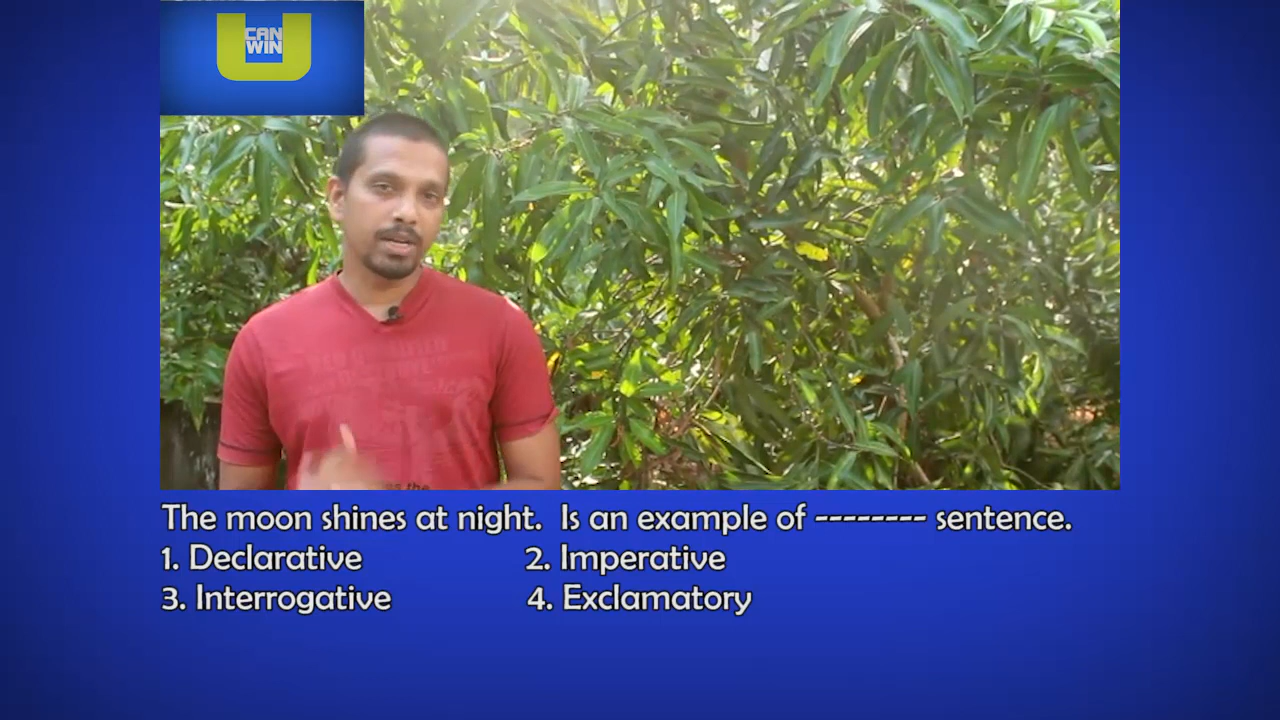 CAN
WIN
The moon shines at night.  Is an example of -------- sentence.
1. Declarative 2. Imperative
3. Interrogative 4. Exclamatory